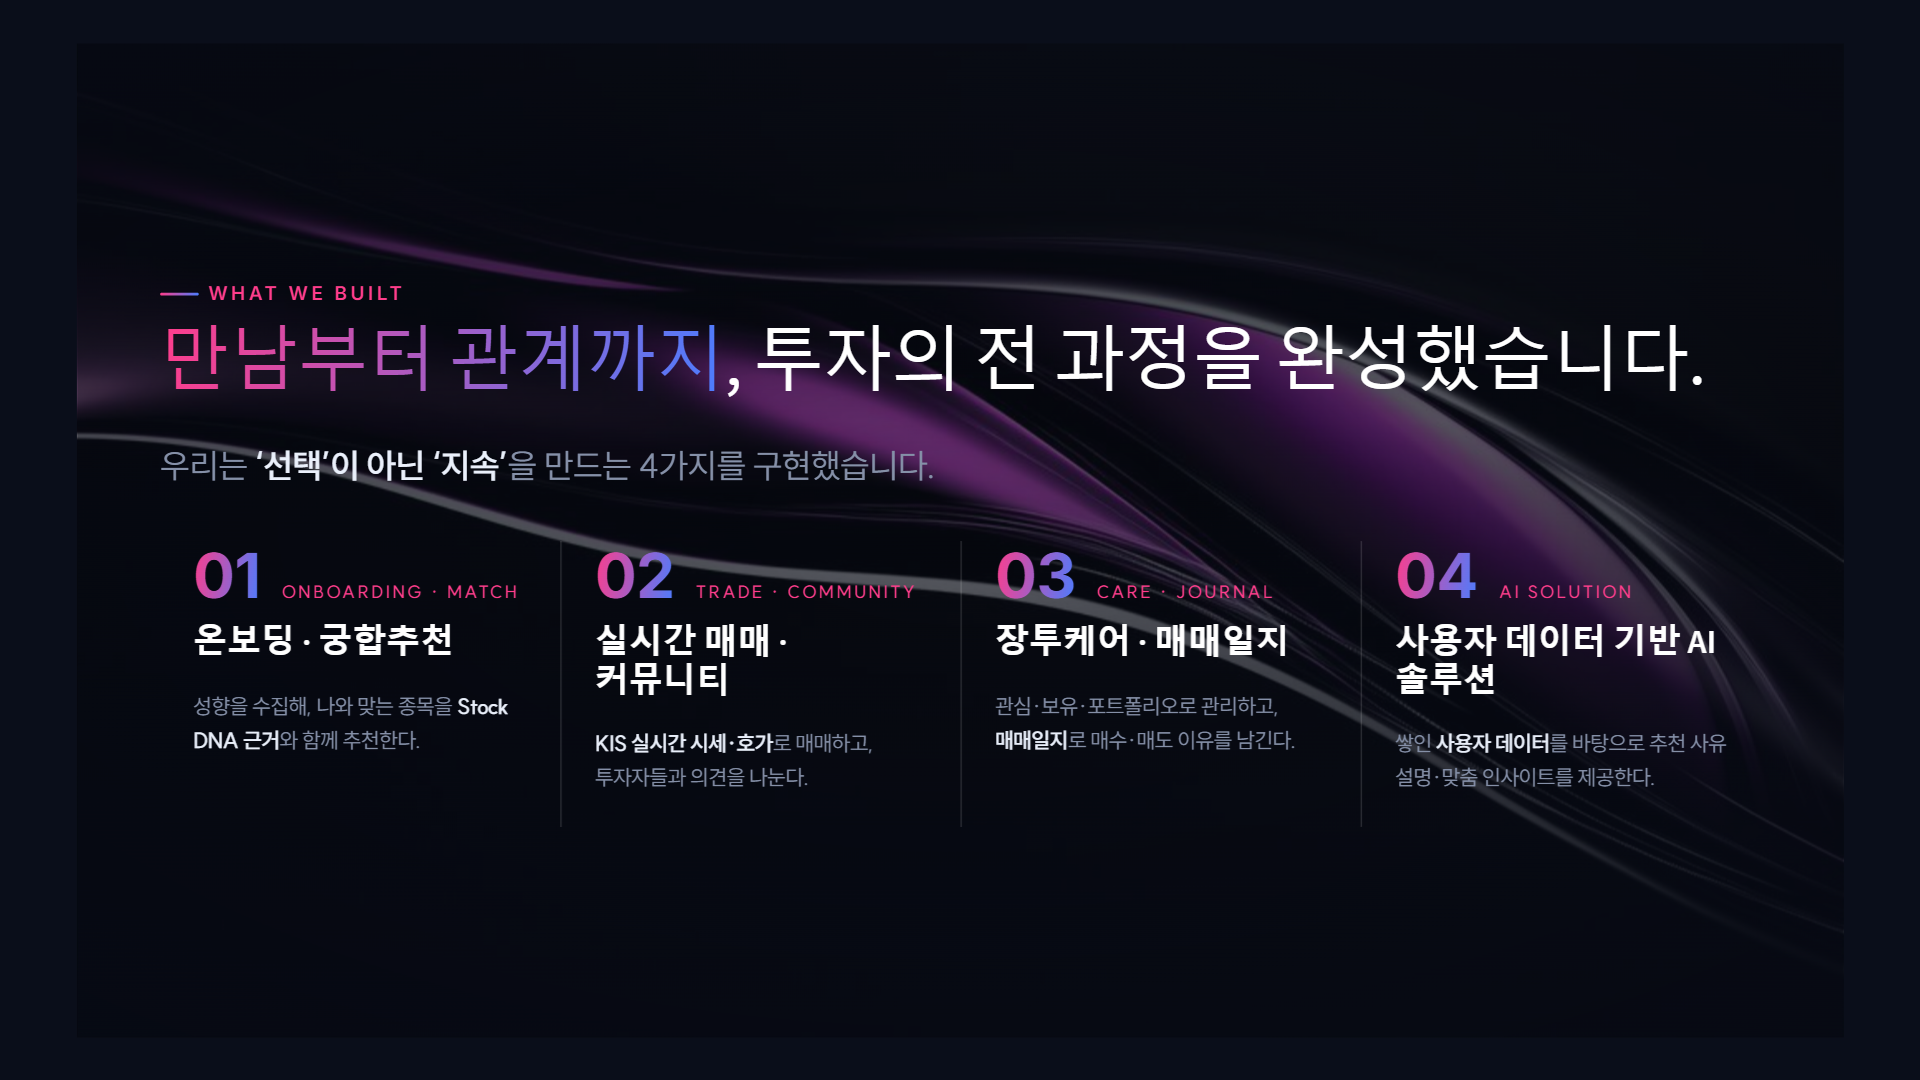 WHAT WE BUILT
만남부터 관계까지, 투자의 전 과정을 완성했습니다.
우리는 ‘선택’이 아닌 ‘지속’을 만드는 4가지를 구현했습니다.
01 ONBOARDING · MATCH
온보딩 · 궁합추천
성향을 수집해, 나와 맞는 종목을 Stock
DNA 근거와 함께 추천한다.
02 TRADE · COMMUNITY
실시간 매매 ·
커뮤니티
KIS 실시간 시세·호가로 매매하고,
투자자들과 의견을 나눈다.
03 CARE · JOURNAL
장투케어 · 매매일지
관심·보유·포트폴리오로 관리하고,
매매일지로 매수·매도 이유를 남긴다.
04 AI SOLUTION
사용자 데이터 기반 AI
솔루션
쌓인 사용자 데이터를 바탕으로 추천 사유
설명·맞춤 인사이트를 제공한다.